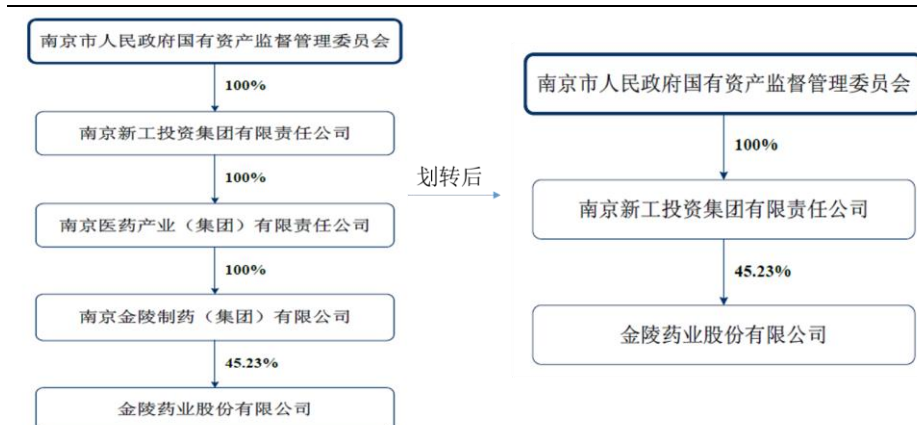 南京市人民政府国有资产监督管理委员会
100%
南京新工投资集团有限责任公司
100%
南京医药产业（集团）有限责任公司
100%
南京金陵制药（集团）有限公司
45.23%
金陵药业股份有限公司
划转后
南京市人民政府国有资产监督管理委员会
100%
南京新工投资集团有限责任公司
45.23%
金陵药业股份有限公司